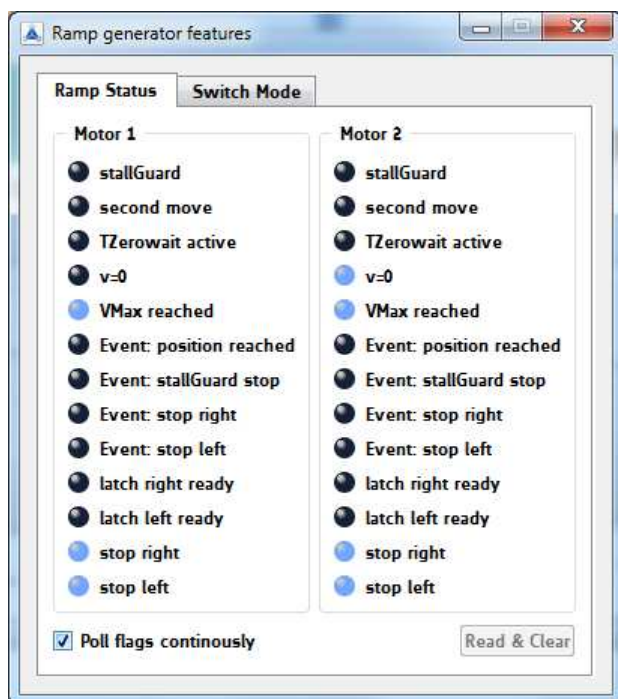 Ramp generator features
Ramp Status
Switch Mode
Motor 1
stallGuard
second move
TZerowait active
v=0
VMax reached
Event: position reached
Event: stallGuard stop
Event: stop right
Event: stop left
latch right ready
latch left ready
stop right
stop left
Motor 2
stallGuard
second move
TZerowait active
v=0
VMax reached
Event: position reached
Event: stallGuard stop
Event: stop right
Event: stop left
latch right ready
latch left ready
stop right
stop left
Poll flags continously
Read & Clear